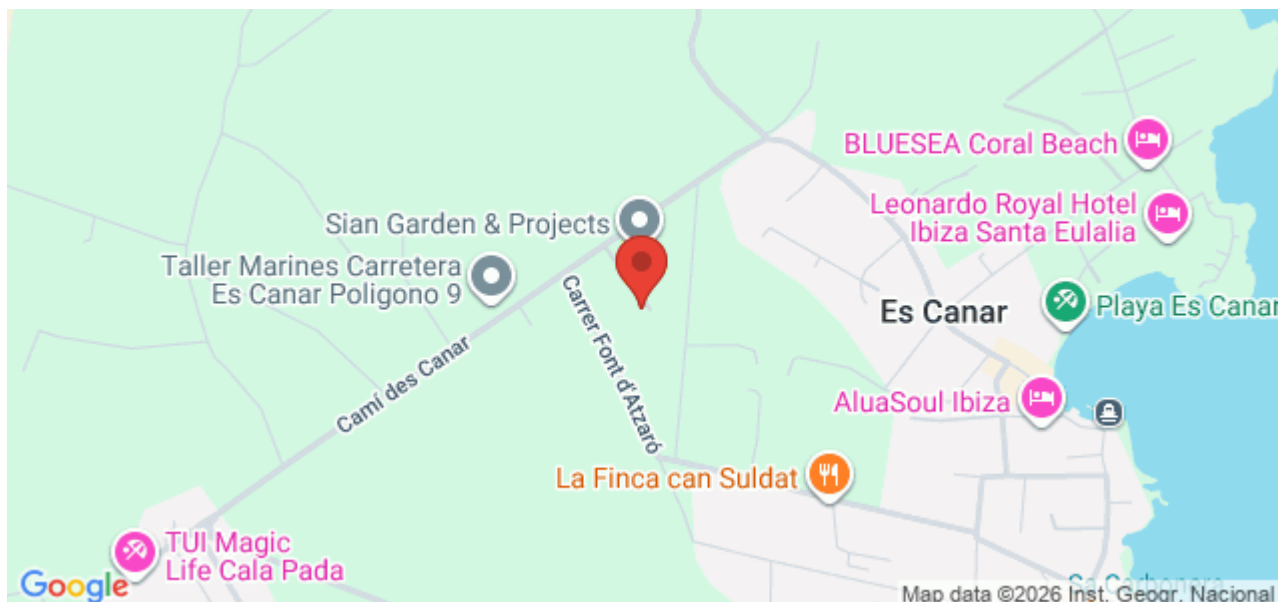 BLUESEA Coral Beach
Leonardo Royal Hotel
Ibiza Santa Eulalia
Sian Garden & Projects
Taller Marines Carretera
Es Canar Poligono 9
Carrer Font d'Atzaró
Es Canar
Playa Es Canar
Camí des Canar
AluaSoul Ibiza
La Finca can Suldat
TUI Magic
Life Cala Pada
Google
Sa Carbonera
Map data ©2026 Inst. Geogr. Nacional